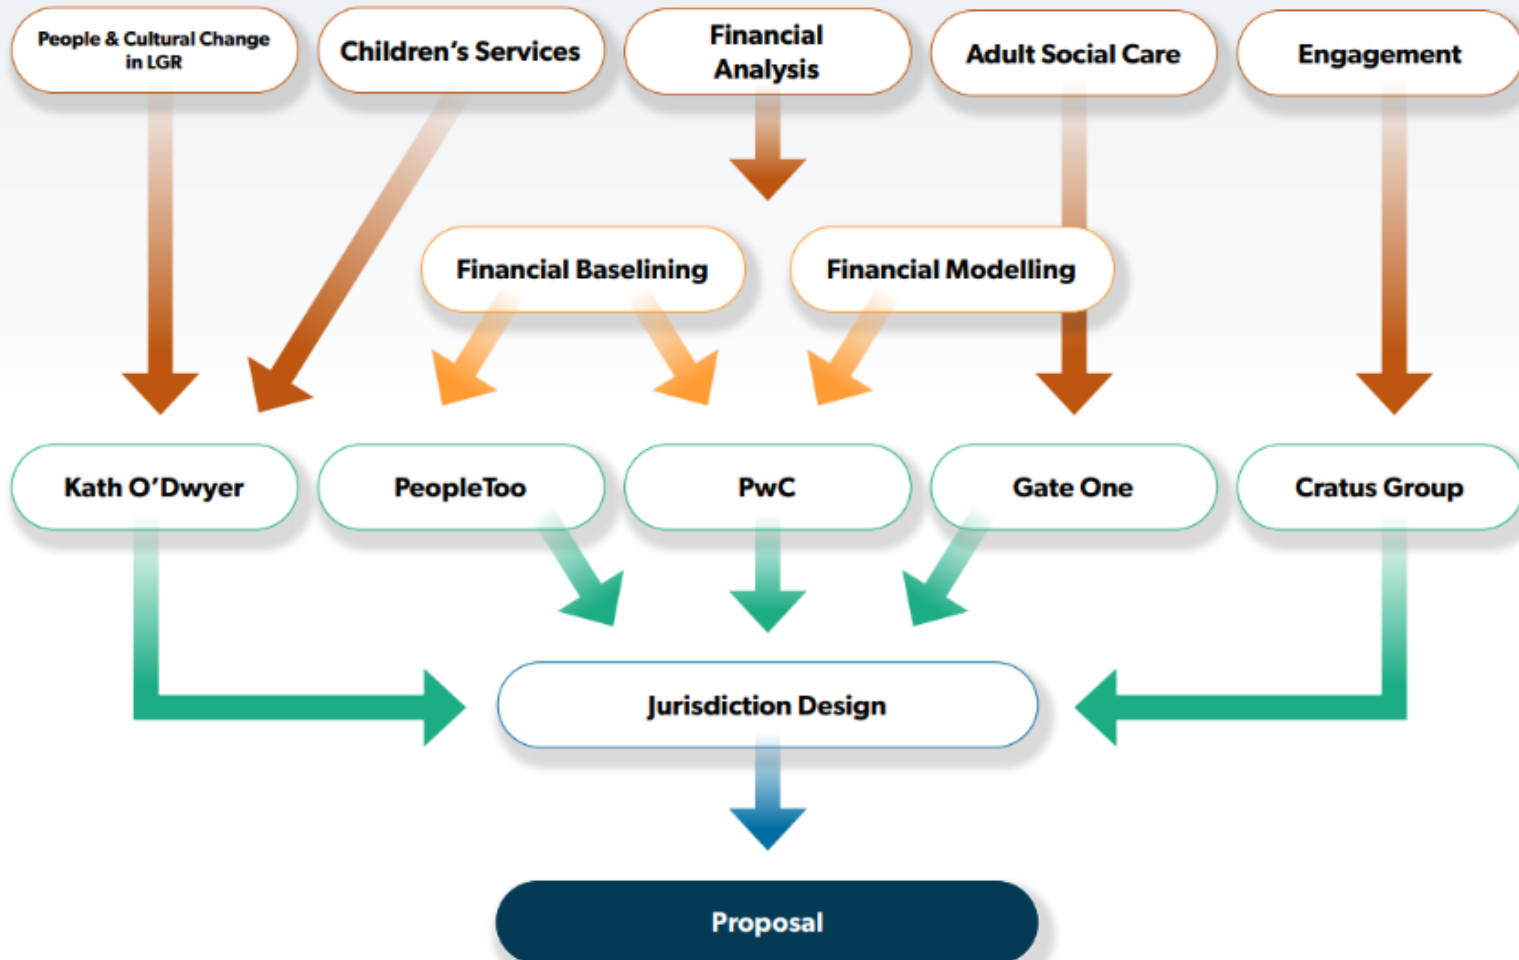 People & Cultural Change
in LGR
Children’s Services
Financial
Analysis
Adult Social Care
Engagement
Financial Baselining
Financial Modelling
Kath O’Dwyer
PeopleToo
PwC
Gate One
Cratus Group
Jurisdiction Design
Proposal